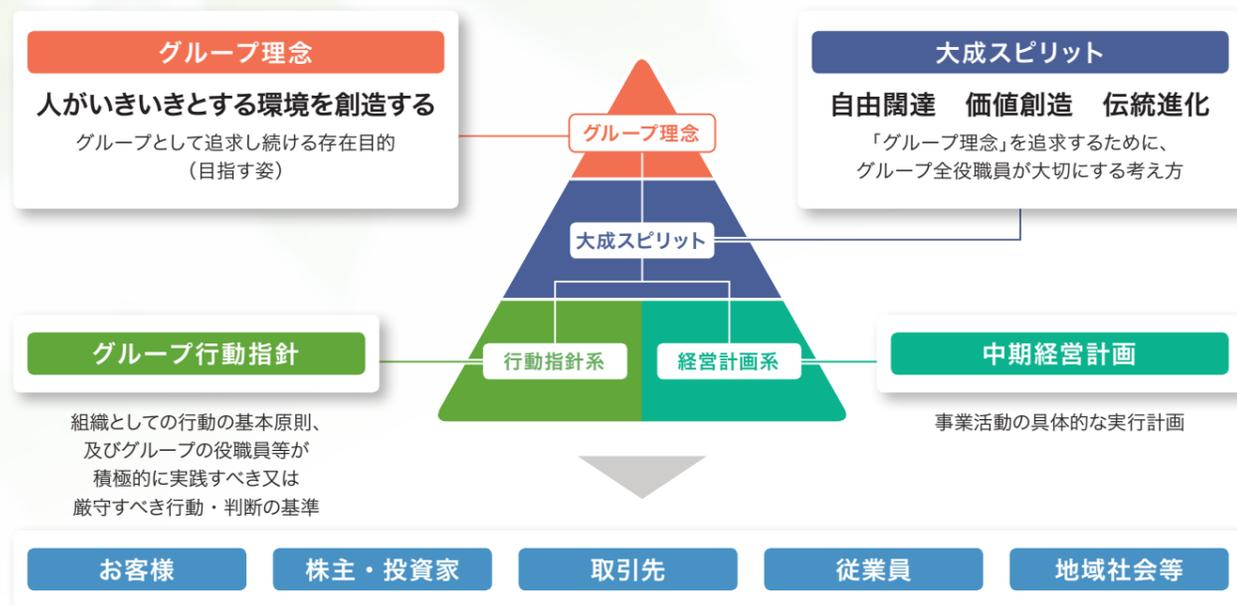 グループ理念
人がいきいきとする環境を創造する
グループとして追求し続ける存在目的
（目指す姿）
大成スピリット
自由闊達　価値創造　伝統進化
「グループ理念」を追求するために、
グループ全役職員が大切にする考え方
グループ理念
大成スピリット
行動指針系
経営計画系
グループ行動指針
組織としての行動の基本原則、
及びグループの役職員等が
積極的に実践すべき又は
厳守すべき行動・判断の基準
中期経営計画
事業活動の具体的な実行計画
お客様
株主・投資家
取引先
従業員
地域社会等